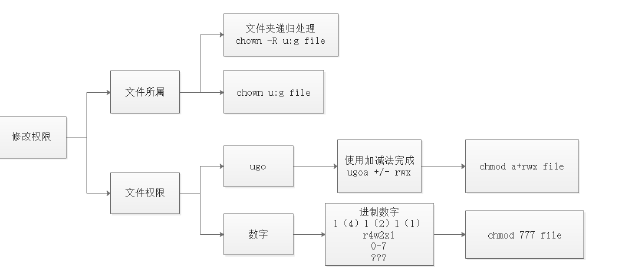 文件夹递归处理
chown -R u:g file
文件所属
chown u:g file
修改权限
ugo
使用加减法完成
ugoa +/- rwx
chmod a+rwx file
文件权限
数字
进制数字
1（4）1（2）1（1）
r4w2x1
0-7
???
chmod 777 file